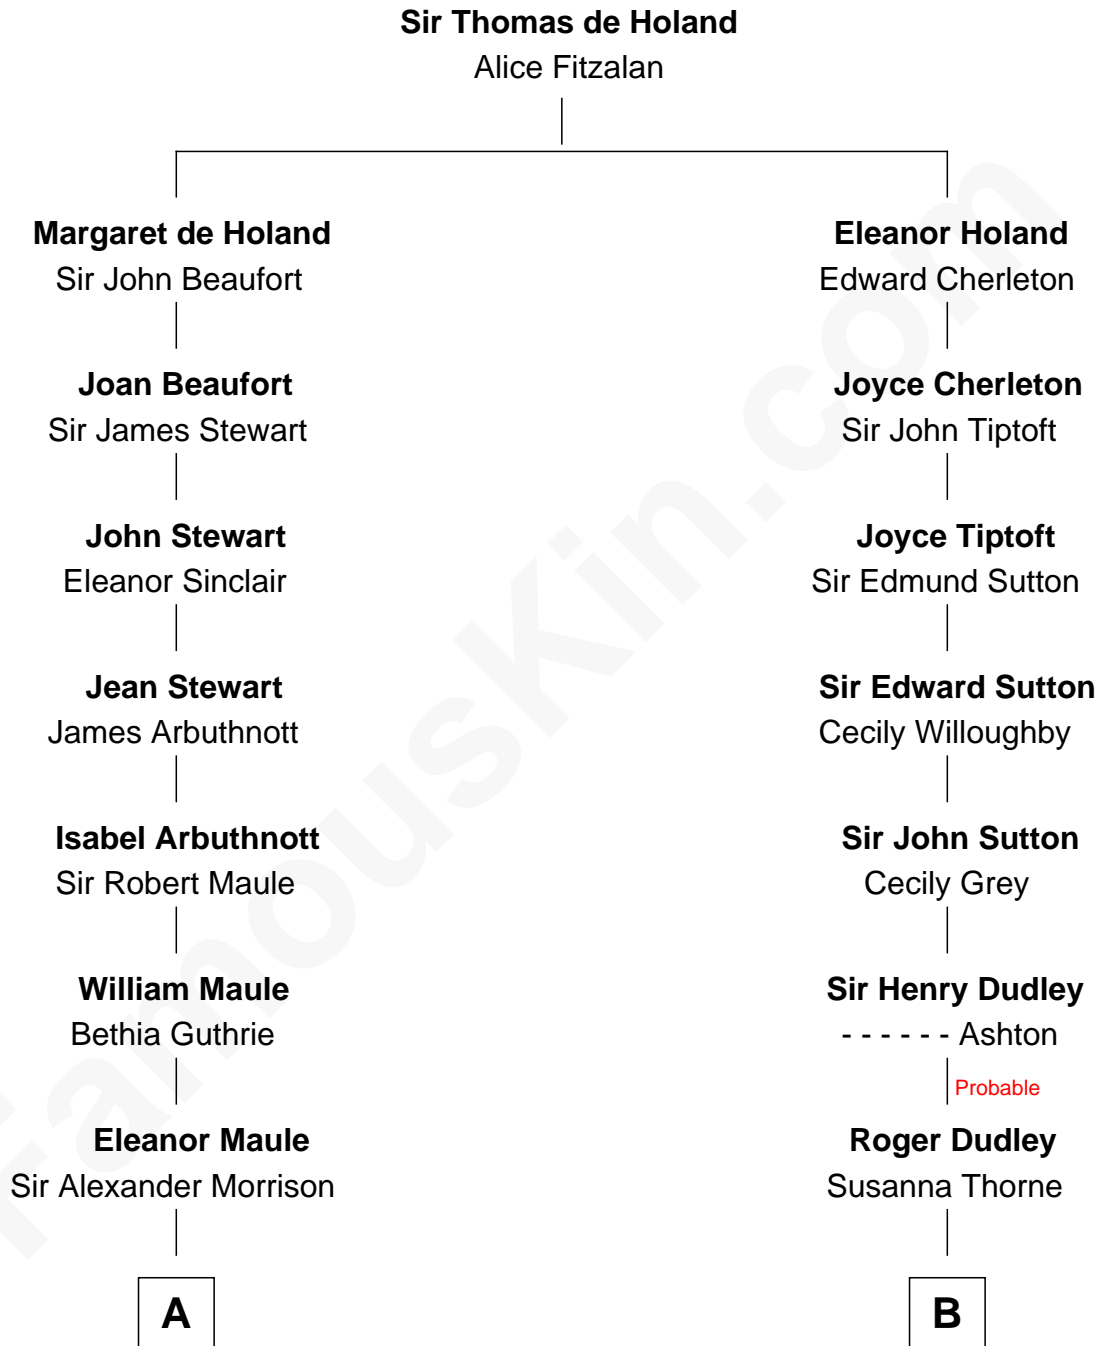 Sir Thomas de Holand
Alice Fitzalan
Margaret de Holand
Sir John Beaufort
Eleanor Holand
Edward Cherleton
Joan Beaufort
Sir James Stewart
Joyce Cherleton
Sir John Tiptoft
John Stewart
Eleanor Sinclair
Joyce Tiptoft
Sir Edmund Sutton
Jean Stewart
James Arbuthnott
Sir Edward Sutton
Cecily Willoughby
Isabel Arbuthnott
Sir Robert Maule
Sir John Sutton
Cecily Grey
William Maule
Bethia Guthrie
Sir Henry Dudley
- - - - - - Ashton
Probable
Eleanor Maule
Sir Alexander Morrison
Roger Dudley
Susanna Thorne
A
B
FamousKin.com